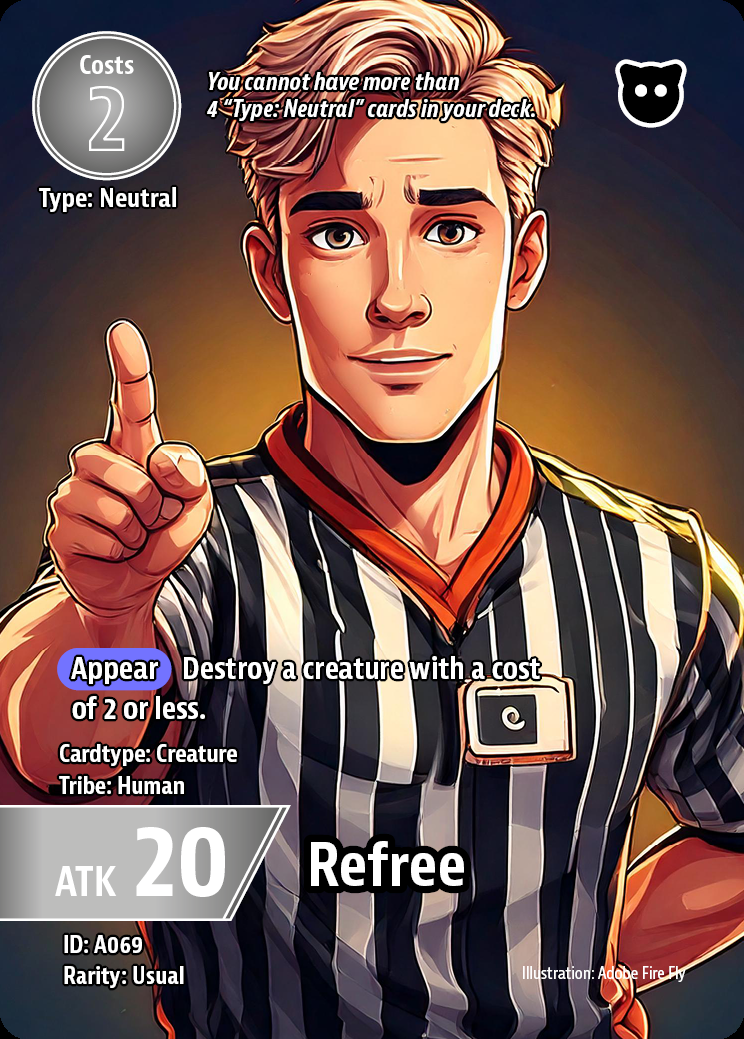 Costs
2
Type: Neutral
You cannot have more than
4 “Type: Neutral” cards in your deck.
Appear Destroy a creature with a cost
of 2 or less.
Cardtype: Creature
Tribe: Human
ATK 20
Refree
ID: A069
Rarity: Usual
Illustration: Adobe Fire Fly